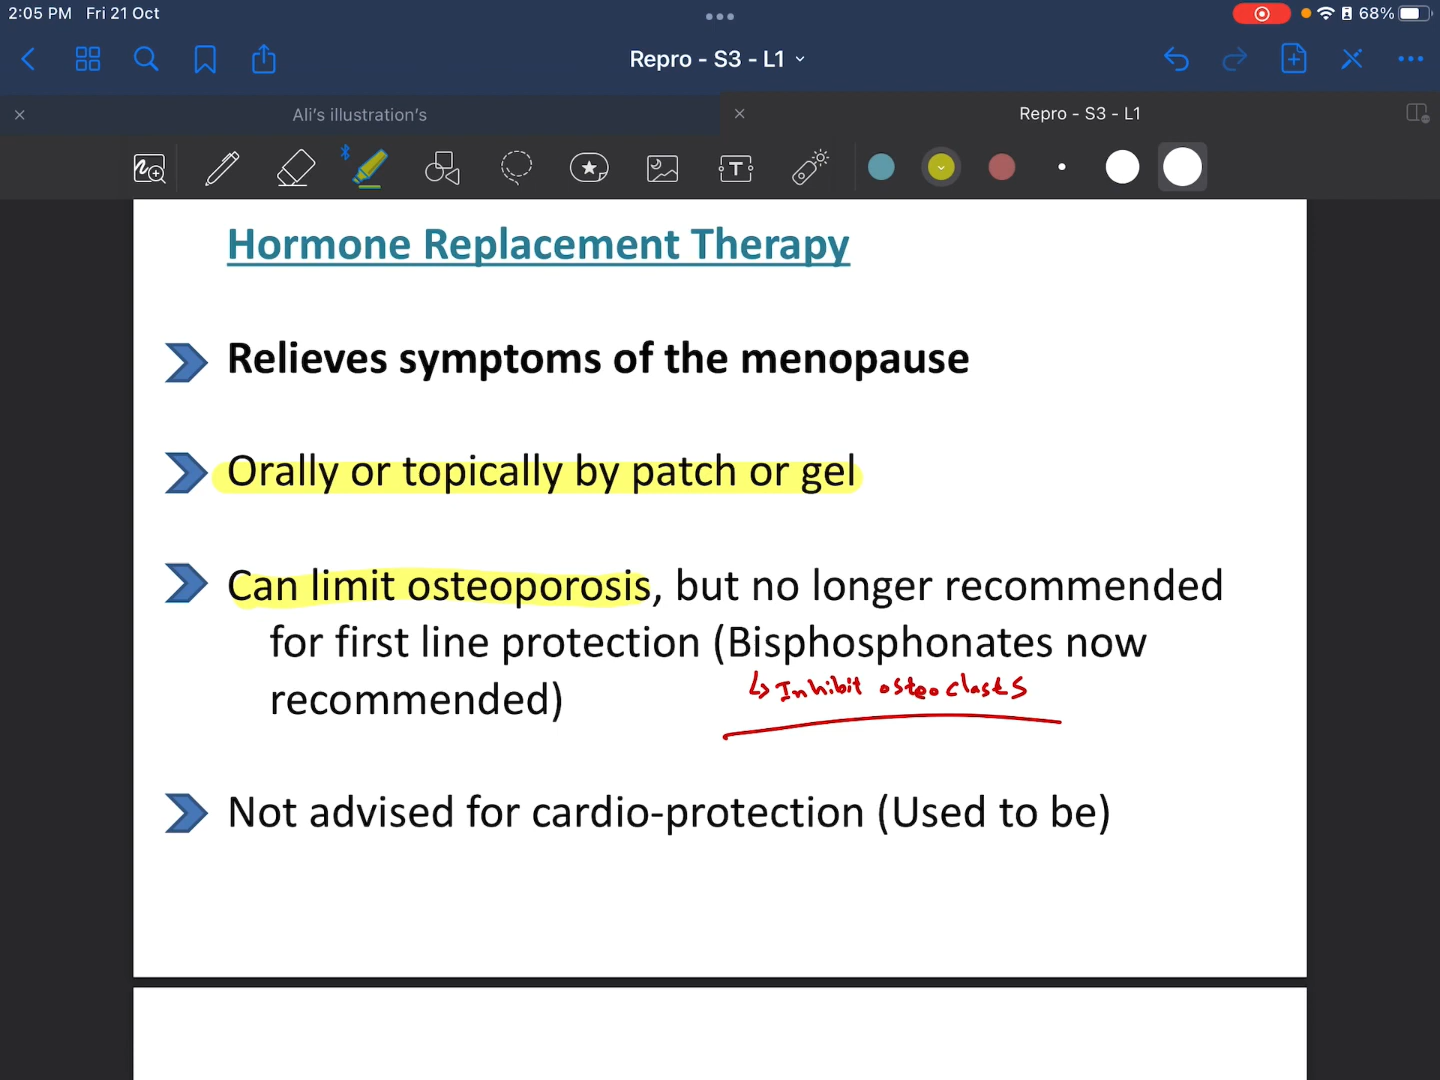 2:05 PM Fri 21 Oct
68%
Repro - S3 - L1
Ali's illustration's
Repro - S3 - L1
Hormone Replacement Therapy
Relieves symptoms of the menopause
Orally or topically by patch or gel
Can limit osteoporosis, but no longer recommended
for first line protection (Bisphosphonates now
↳ Inhibit osteoclasts
recommended)
Not advised for cardio-protection (Used to be)